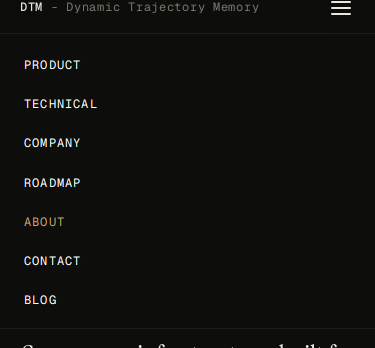 DTM – Dynamic Trajectory Memory
PRODUCT
TECHNICAL
COMPANY
ROADMAP
ABOUT
CONTACT
BLOG